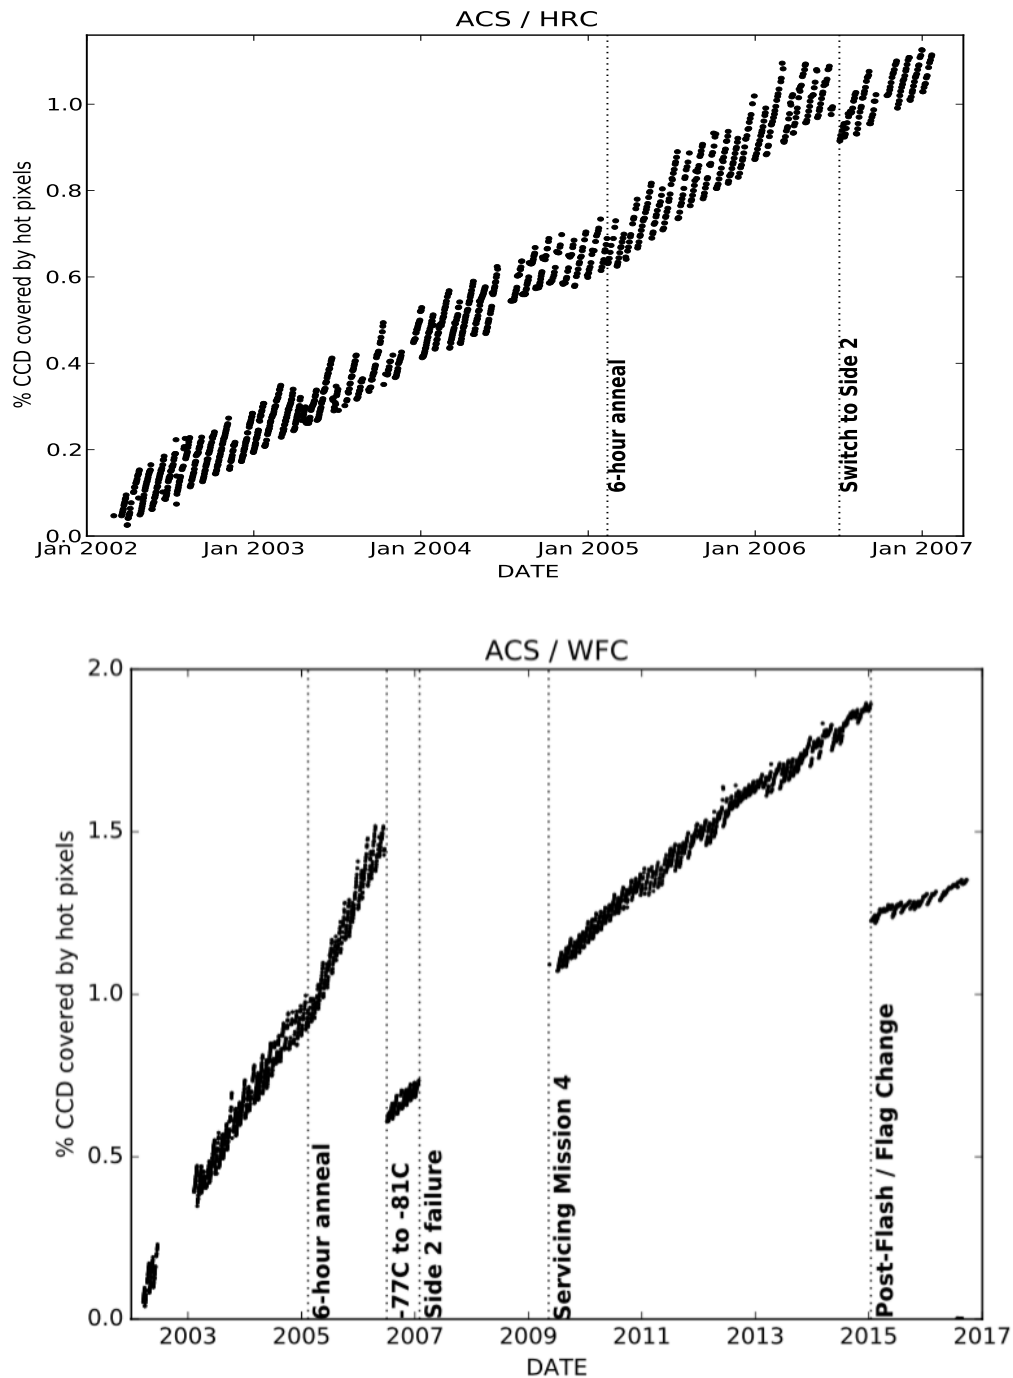 ACS / HRC
% CCD covered by hot pixels
1.0
0.8
0.6
0.4
0.2
0.0
6-hour anneal
Switch to Side 2
Jan 2002 Jan 2003 Jan 2004 Jan 2005 Jan 2006 Jan 2007
DATE
ACS / WFC
% CCD covered by hot pixels
2.0
1.5
1.0
0.5
0.0
6-hour anneal
-77C to -81C
Side 2 failure
Servicing Mission 4
Post-Flash / Flag Change
2003 2005 2007 2009 2011 2013 2015 2017
DATE